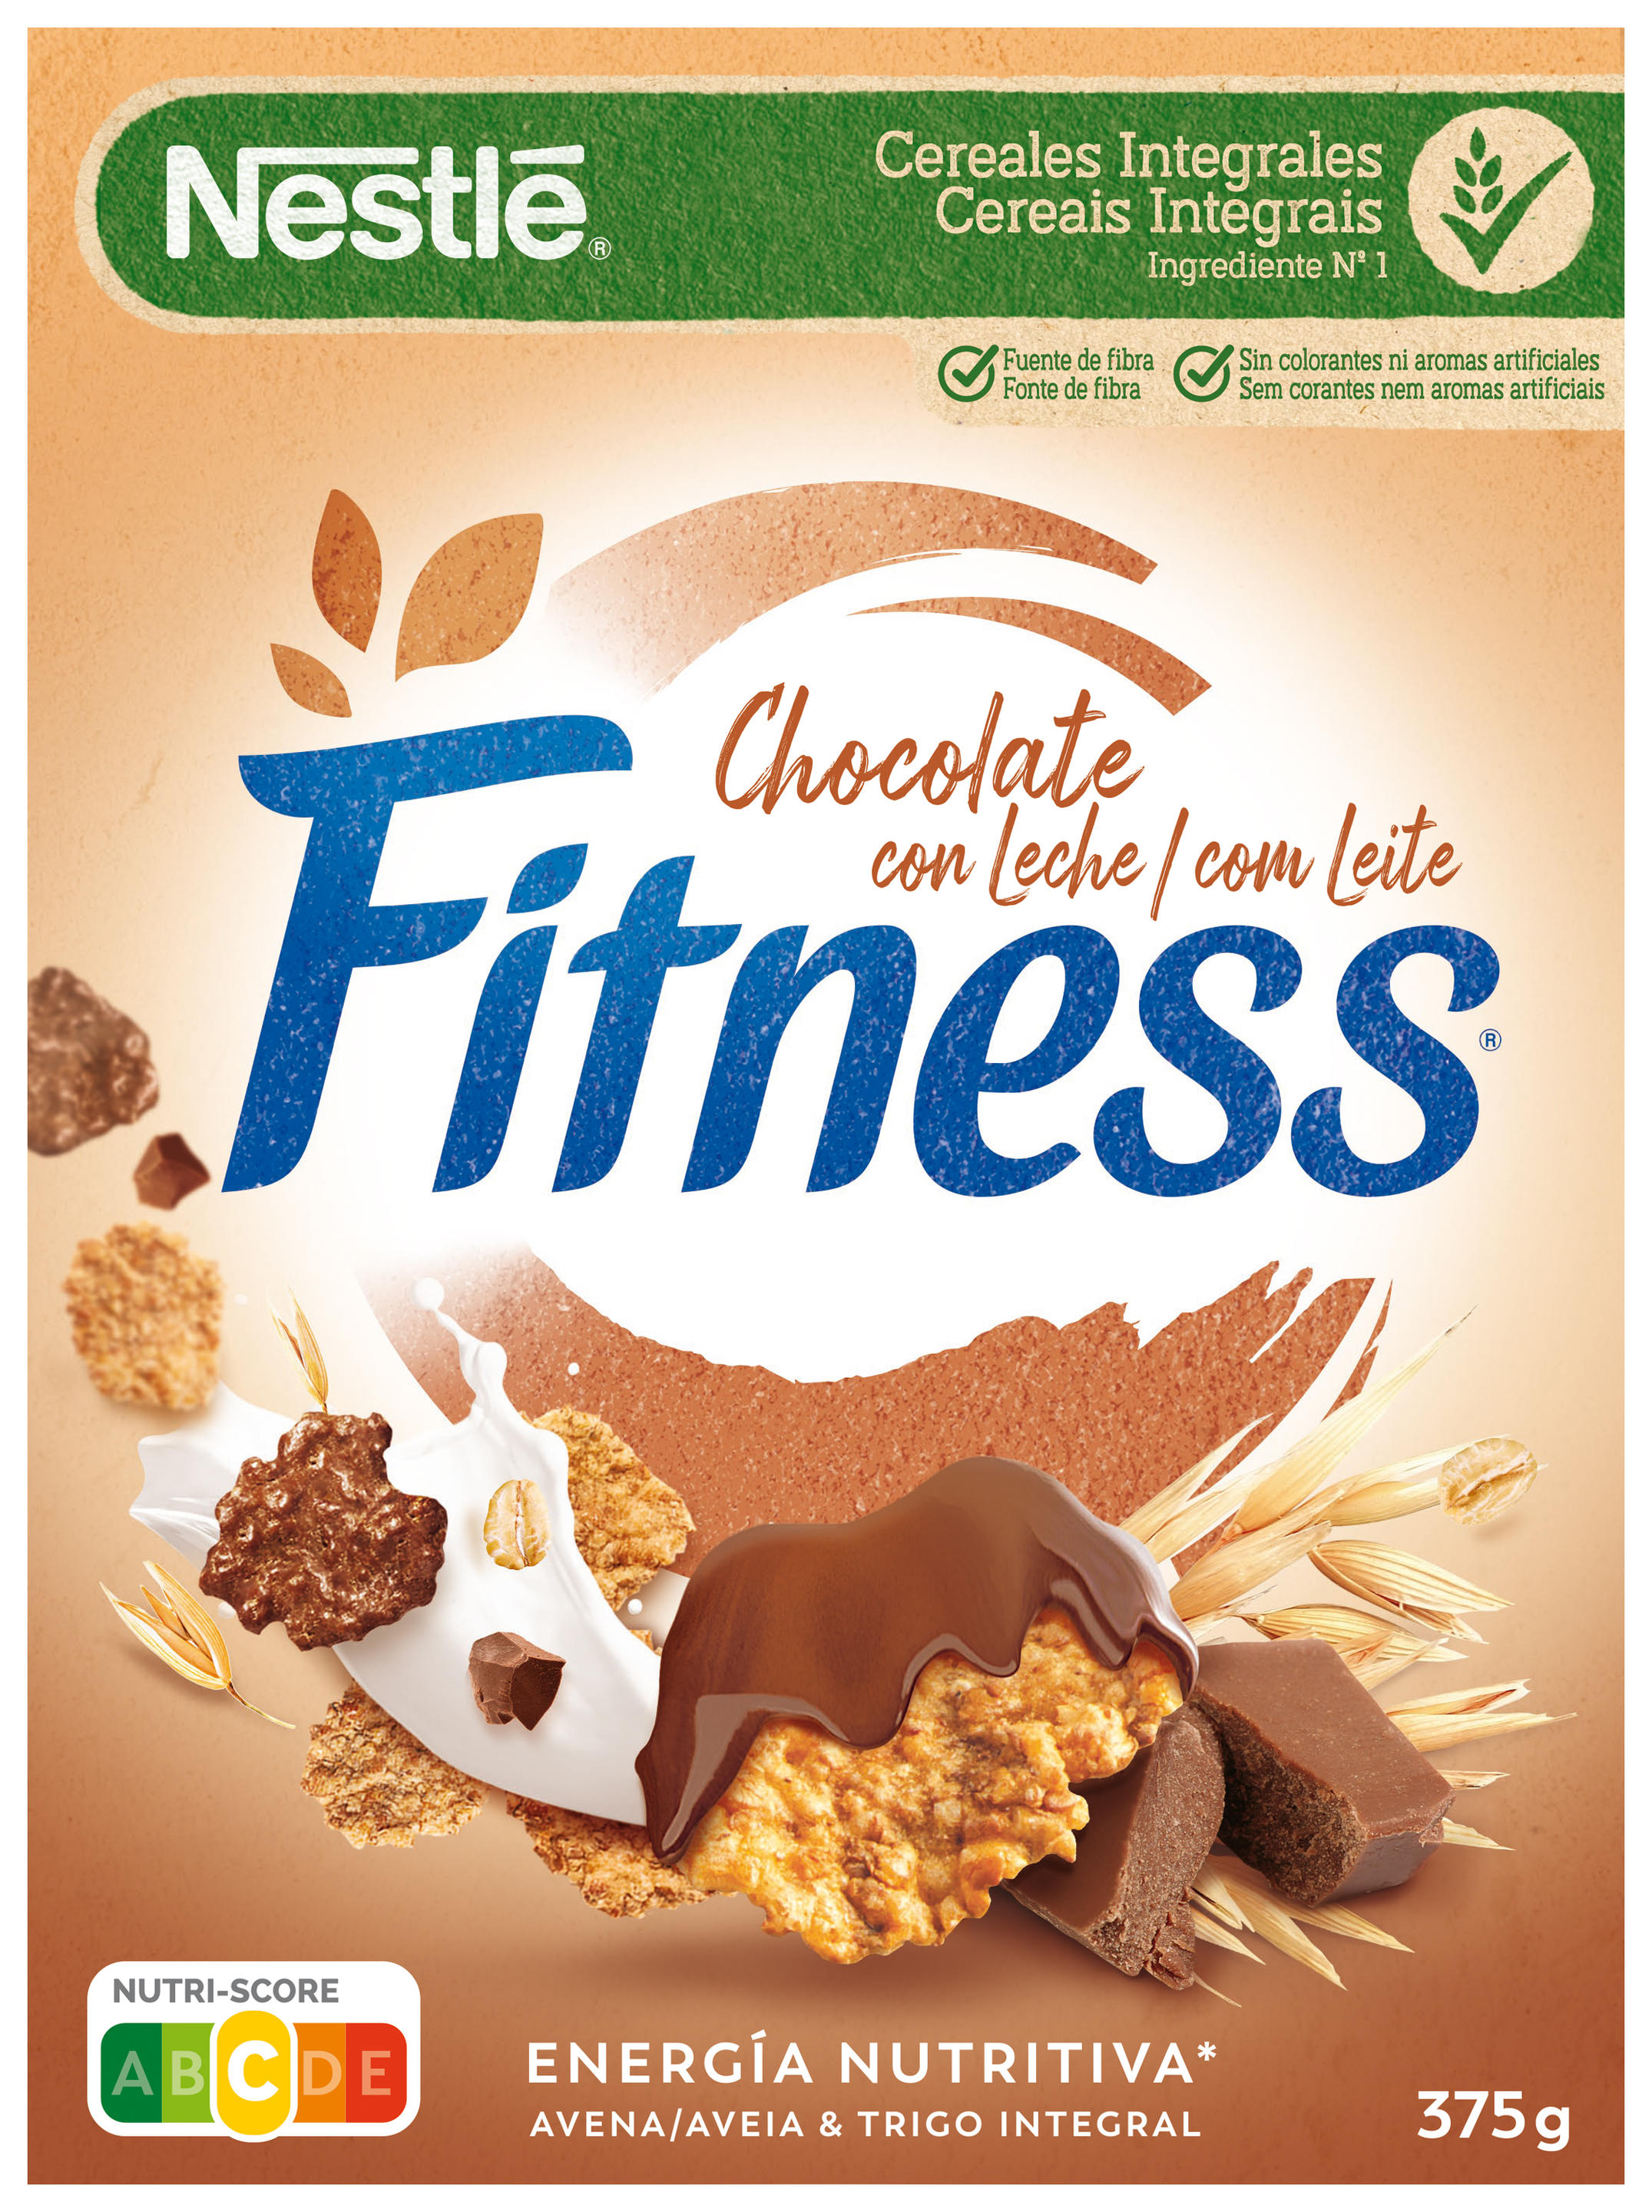 Nestlé®
Cereales Integrales
Cereais Integrais
Ingrediente Nº 1
Fuente de fibra
Fonte de fibra
Sin colorantes ni aromas artificiales
Sem corantes nem aromas artificiais
Chocolate
con Leche / com Leite
Fitness®
NUTRI-SCORE
A B C D E
ENERGÍA NUTRITIVA*
AVENA/AVEIA & TRIGO INTEGRAL
375g